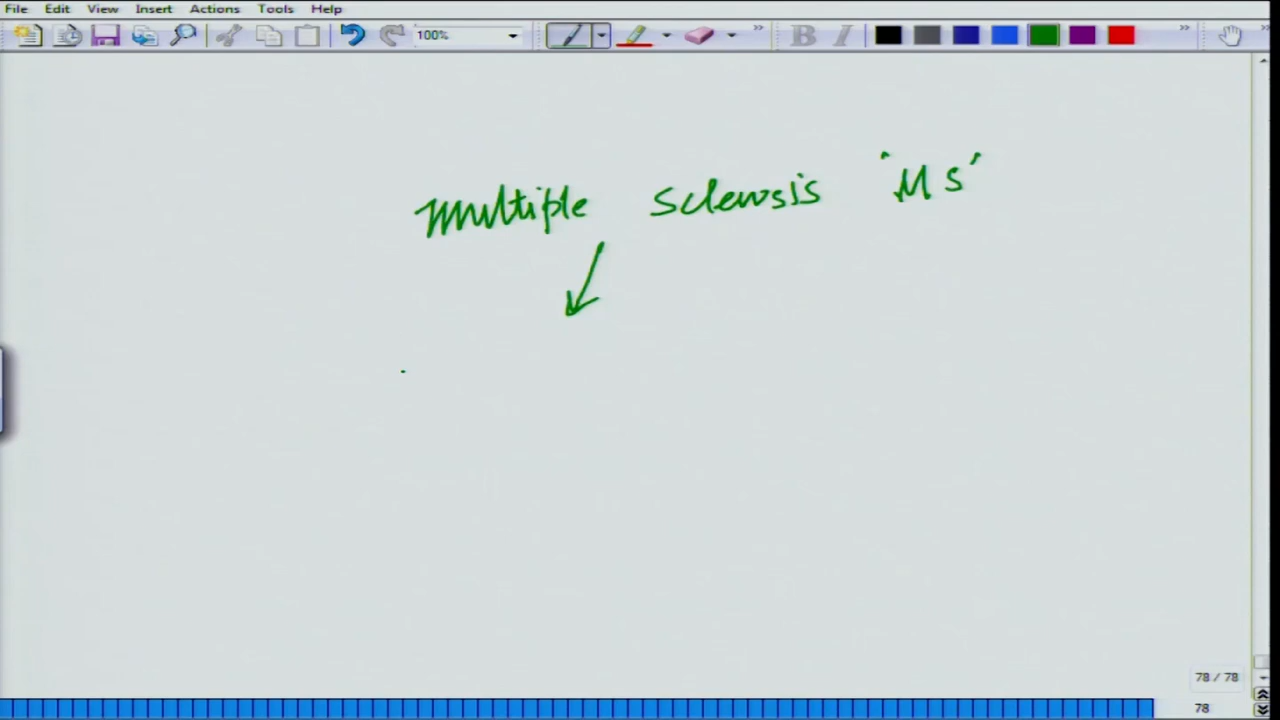 File Edit View Insert Actions Tools Help
100% B I
multiple sclerosis 'MS'
78 / 78
78